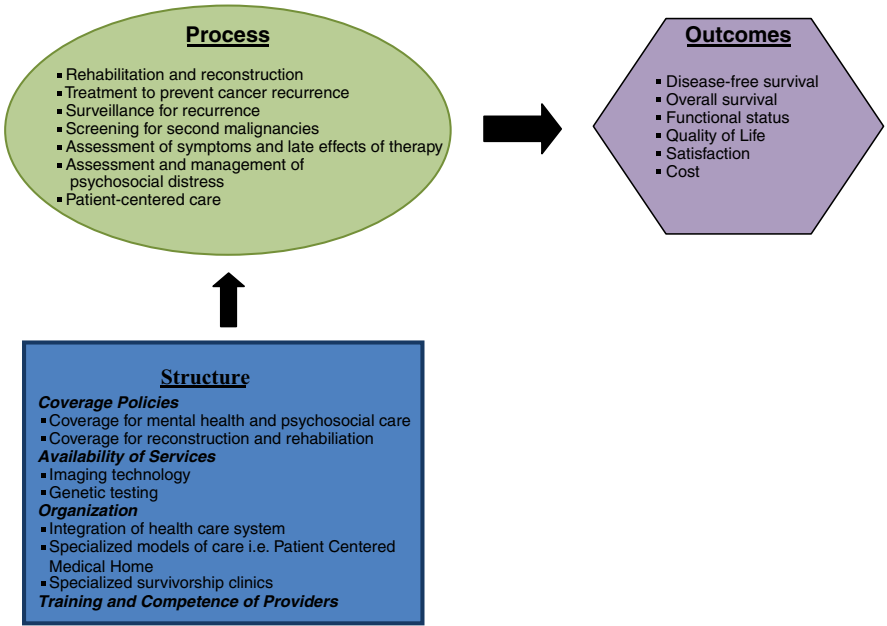 Process
▪ Rehabilitation and reconstruction
▪ Treatment to prevent cancer recurrence
▪ Surveillance for recurrence
▪ Screening for second malignancies
▪ Assessment of symptoms and late effects of therapy
▪ Assessment and management of
psychosocial distress
▪ Patient-centered care
Outcomes
▪ Disease-free survival
▪ Overall survival
▪ Functional status
▪ Quality of Life
▪ Satisfaction
▪ Cost
Structure
Coverage Policies
▪ Coverage for mental health and psychosocial care
▪ Coverage for reconstruction and rehabiliation
Availability of Services
▪ Imaging technology
▪ Genetic testing
Organization
▪ Integration of health care system
▪ Specialized models of care i.e. Patient Centered
Medical Home
▪ Specialized survivorship clinics
Training and Competence of Providers